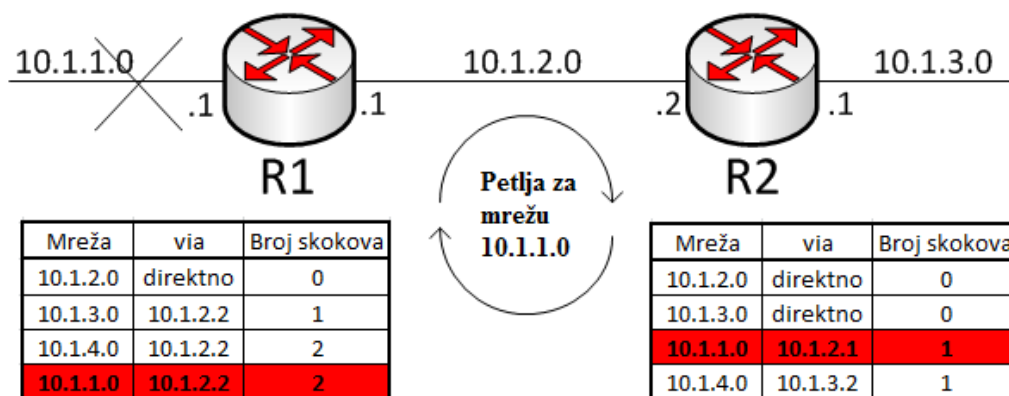 10.1.1.0 10.1.2.0 10.1.3.0
.1 .1 .2 .1
R1 R2
Petlja za
mrežu
10.1.1.0
Mreža via Broj skokova
10.1.2.0 direktno 0
10.1.3.0 10.1.2.2 1
10.1.4.0 10.1.2.2 2
10.1.1.0 10.1.2.2 2
Mreža via Broj skokova
10.1.2.0 direktno 0
10.1.3.0 direktno 0
10.1.1.0 10.1.2.1 1
10.1.4.0 10.1.3.2 1